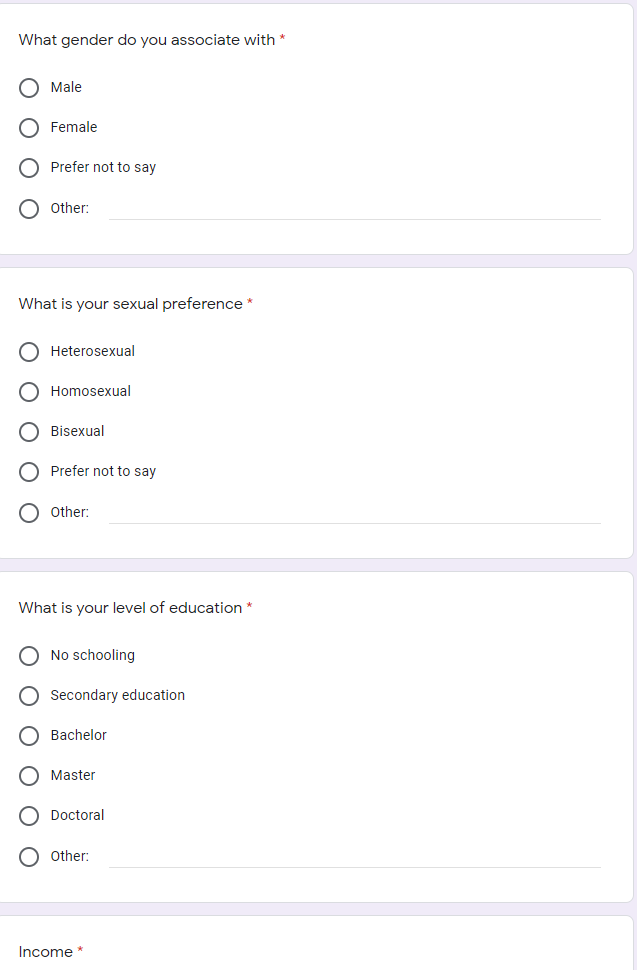 What gender do you associate with *
Male
Female
Prefer not to say
Other:
What is your sexual preference *
Heterosexual
Homosexual
Bisexual
Prefer not to say
Other:
What is your level of education *
No schooling
Secondary education
Bachelor
Master
Doctoral
Other:
Income *